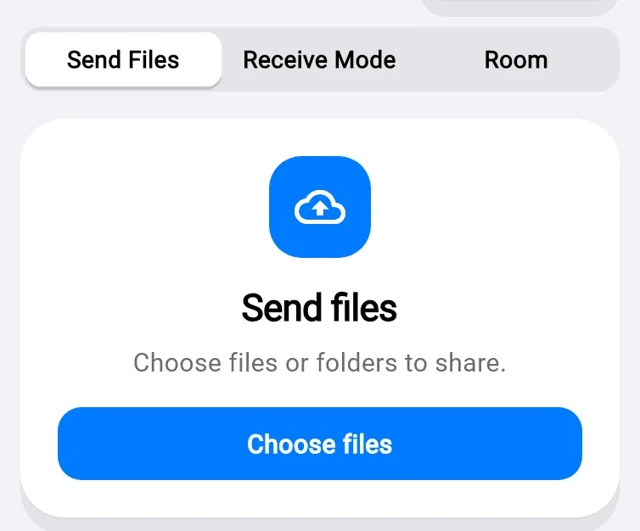 Send Files
Receive Mode
Room
Send files
Choose files or folders to share.
Choose files